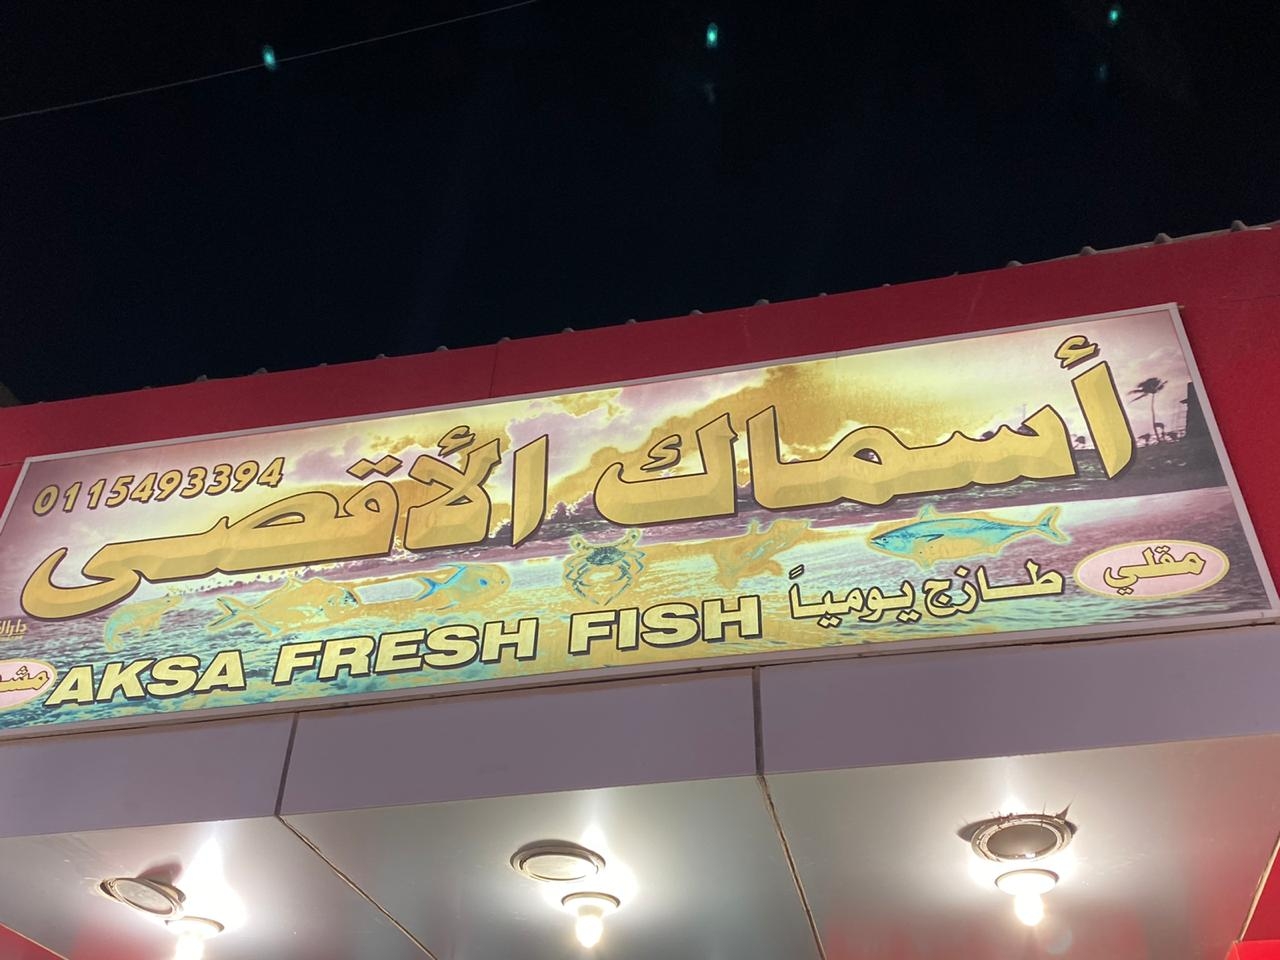 أسماك الأقصى
0115493394
طازج يومياً
مقلي
AKSA FRESH FISH